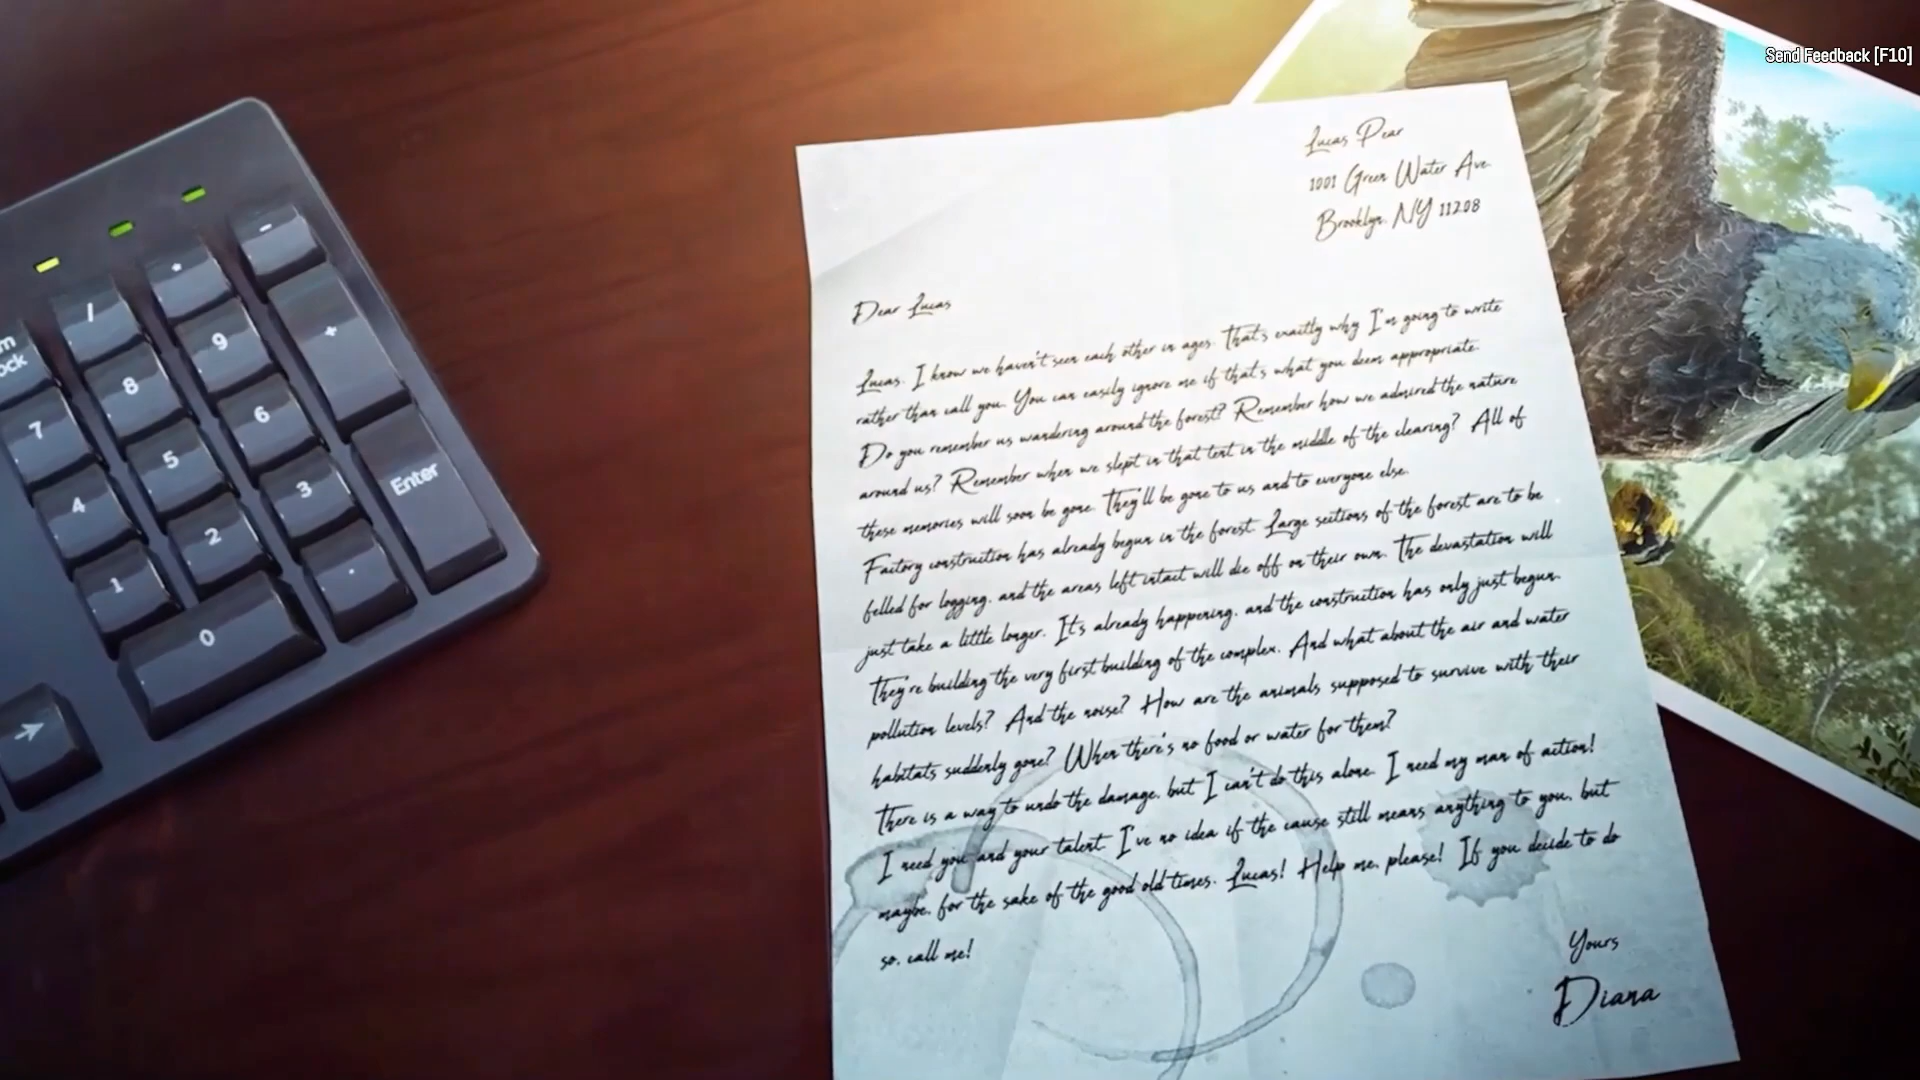 Send Feedback [F10]
Lucas Pear
1001 Green Water Ave.
Brooklyn, NY 11208
Dear Lucas
Lucas, I know we haven't seen each other in ages. That's exactly why I'm going to write
rather than call you. You can easily ignore me if that's what you deem appropriate.
Do you remember us wandering around the forest? Remember how we admired the nature
around us? Remember when we slept in that tent in the middle of the clearing? All of
these memories will soon be gone. They'll be gone to us and to everyone else.
Factory construction has already begun in the forest. Large sections of the forest are to be
felled for logging, and the areas left intact will die off on their own. The devastation will
just take a little longer. It's already happening, and the construction has only just begun.
They're building the very first building of the complex. And what about the air and water
pollution levels? And the noise? How are the animals supposed to survive with their
habitats suddenly gone? When there's no food or water for them?
There is a way to undo the damage, but I can't do this alone. I need my man of action!
I need you and your talent. I've no idea if the cause still means anything to you, but
maybe, for the sake of the good old times, Lucas! Help me, please! If you decide to do
so, call me!
Yours
Diana
/
*
-
7
8
9
+
4
5
6
1
2
3
Enter
0
.